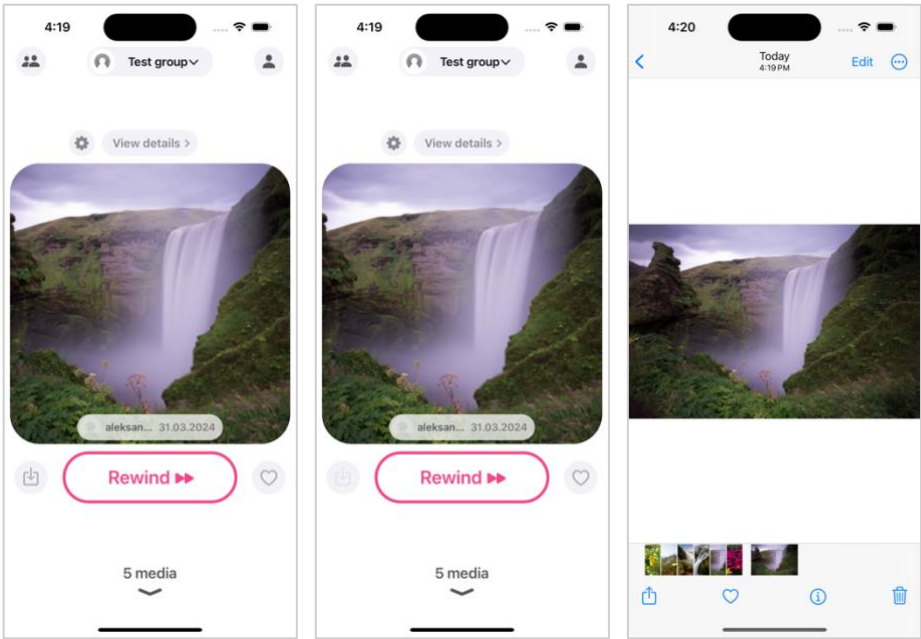 4:19
Test group
View details >
aleksan... 31.03.2024
Rewind
5 media
4:19
Test group
View details >
aleksan... 31.03.2024
Rewind
5 media
4:20
Today
4:19 PM
Edit